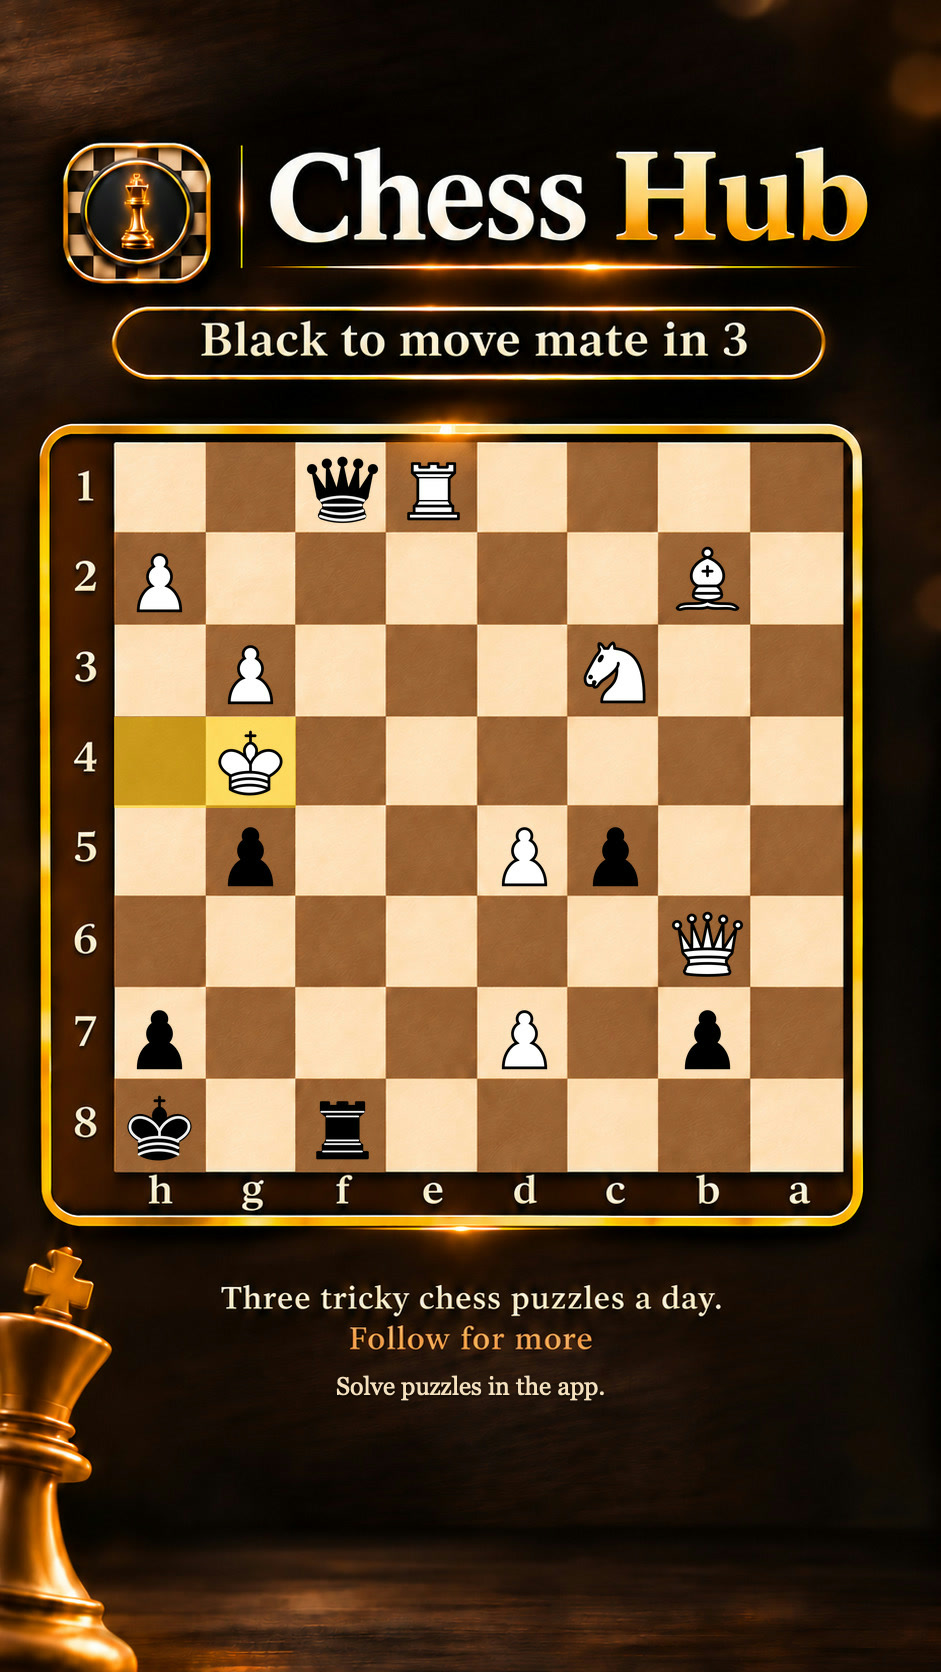 Chess Hub
Black to move mate in 3
1
2
3
4
5
6
7
8
h g f e d c b a
Three tricky chess puzzles a day.
Follow for more
Solve puzzles in the app.